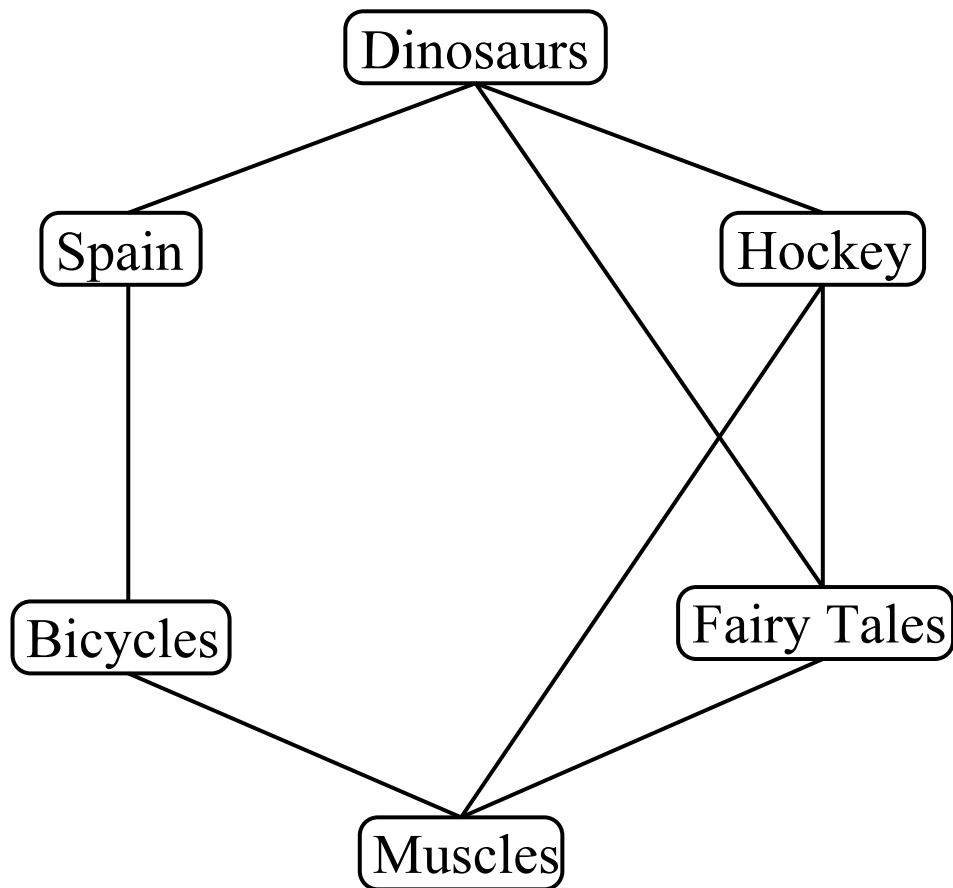 Dinosaurs
Spain
Hockey
Bicycles
Fairy Tales
Muscles